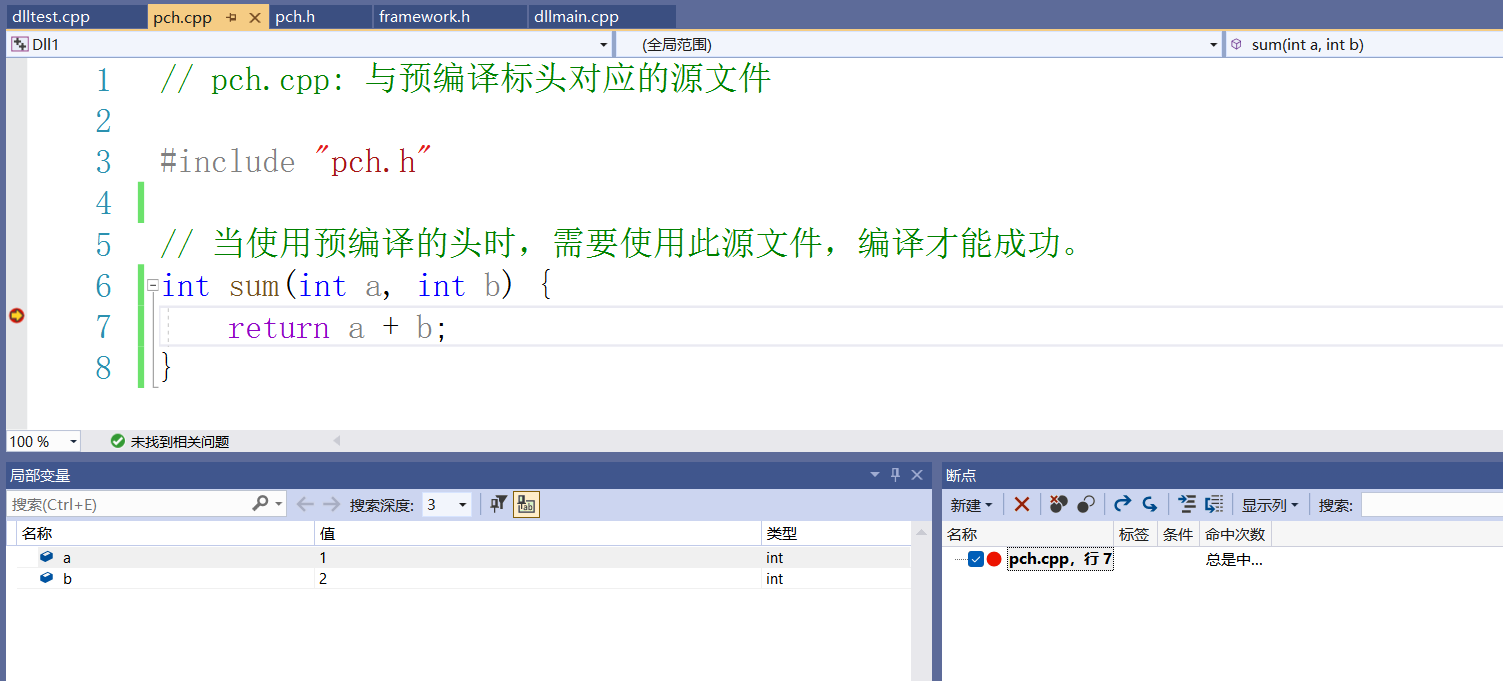 dlltest.cpp pch.cpp pch.h framework.h dllmain.cpp
Dll1 (全局范围) sum(int a, int b)
1 // pch.cpp: 与预编译标头对应的源文件
2
3 #include "pch.h"
4
5 // 当使用预编译的头时，需要使用此源文件，编译才能成功。
6 int sum(int a, int b) {
7 return a + b;
8 }
100 % 未找到相关问题
局部变量
搜索(Ctrl+E) 搜索深度: 3
名称 值 类型
a 1 int
b 2 int
断点
新建 显示列 搜索:
名称 标签 条件 命中次数
pch.cpp，行 7 总是中...